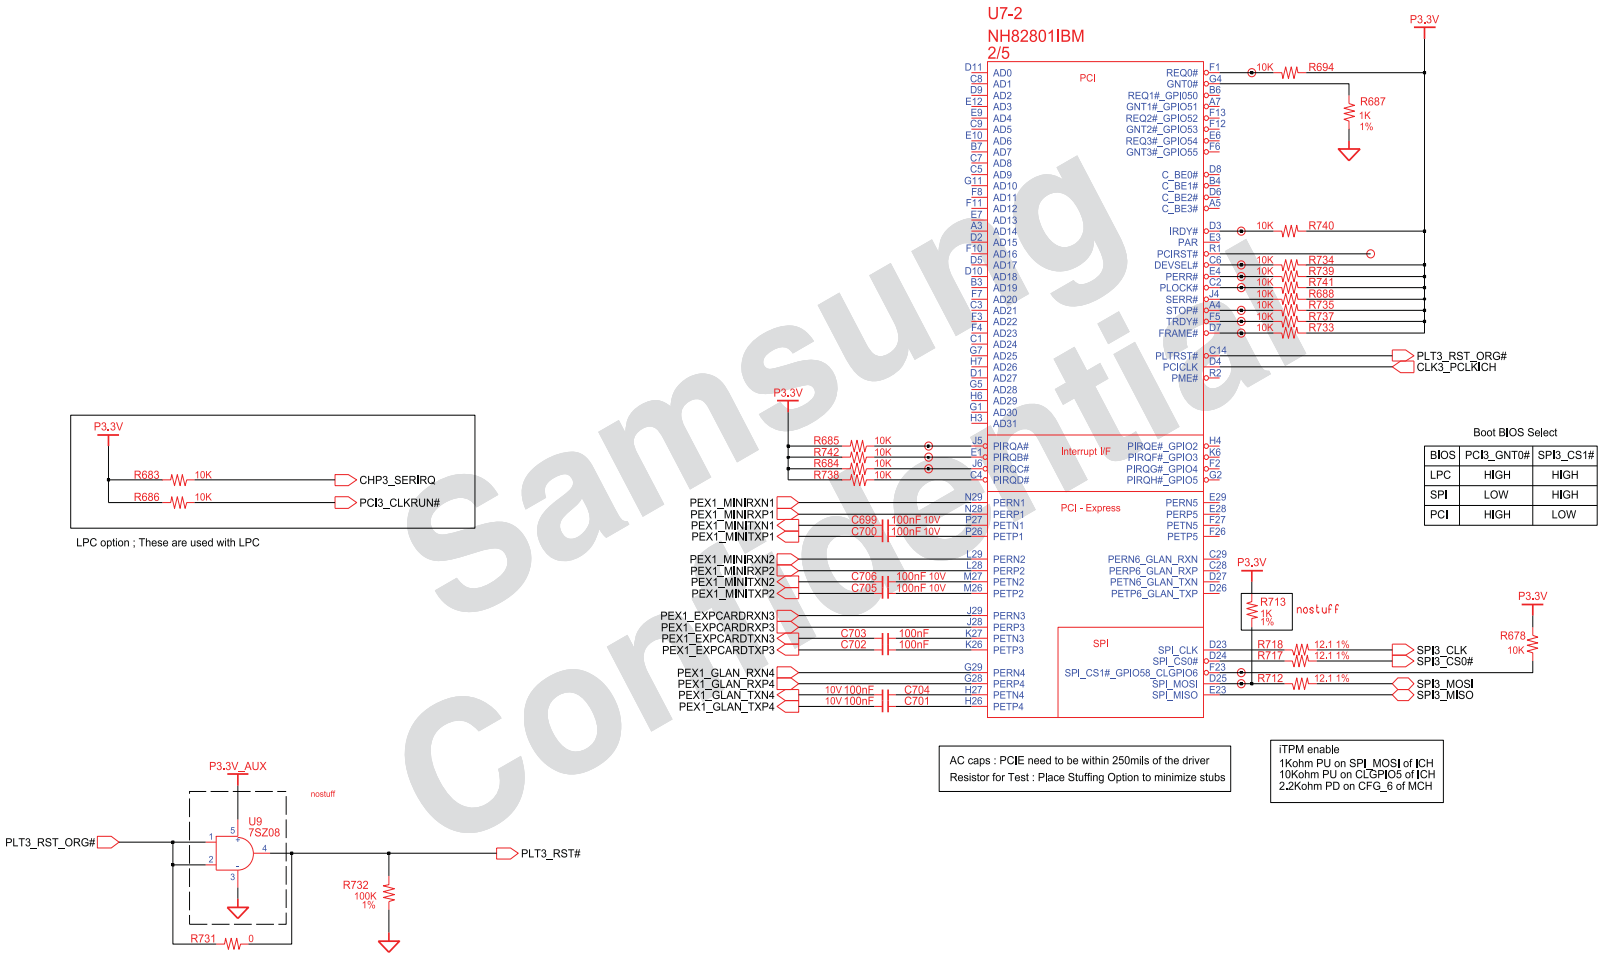 U7-2
NH82801IBM
2/5
P3.3V
PCI
D11 AD0
C8 AD1
D9 AD2
E12 AD3
E9 AD4
C9 AD5
E10 AD6
B7 AD7
C7 AD8
C5 AD9
G11 AD10
F8 AD11
F11 AD12
E7 AD13
A3 AD14
D2 AD15
F10 AD16
D5 AD17
D10 AD18
B3 AD19
F7 AD20
C3 AD21
F3 AD22
F4 AD23
C1 AD24
G7 AD25
H7 AD26
D1 AD27
G5 AD28
H6 AD29
G1 AD30
H3 AD31
REQ0# F1 10K R694
GNT0# G4
REQ1#_GPIO50 B6
GNT1#_GPIO51 A7
REQ2#_GPIO52 F13
GNT2#_GPIO53 F12
REQ3#_GPIO54 E6
GNT3#_GPIO55 F6
R687
1K
1%
C_BE0# D8
C_BE1# B4
C_BE2# D6
C_BE3# A5
IRDY# D3 10K R740
PAR E3
PCIRST# R1
DEVSEL# C6 10K R734
PERR# E4 10K R739
PLOCK# C2 10K R741
SERR# J4 10K R688
STOP# A4 10K R735
TRDY# F5 10K R737
FRAME# D7 10K R733
PLTRST# C14 PLT3_RST_ORG#
PCICLK D4 CLK3_PCLKICH
PME# R2
P3.3V
Interrupt I/F
R685 10K J5 PIRQA#
R742 10K E1 PIRQB#
R684 10K J6 PIRQC#
R738 10K C4 PIRQD#
PIRQE#_GPIO2 H4
PIRQF#_GPIO3 K6
PIRQG#_GPIO4 F2
PIRQH#_GPIO5 G2
PCI - Express
PEX1_MINIRXN1 N29 PERN1
PEX1_MINIRXP1 N28 PERP1
PEX1_MINITXN1 C699 100nF 10V P27 PETN1
PEX1_MINITXP1 C700 100nF 10V P26 PETP1
PEX1_MINIRXN2 L29 PERN2
PEX1_MINIRXP2 L28 PERP2
PEX1_MINITXN2 C706 100nF 10V M27 PETN2
PEX1_MINITXP2 C705 100nF 10V M26 PETP2
PEX1_EXPCARDRXN3 J29 PERN3
PEX1_EXPCARDRXP3 J28 PERP3
PEX1_EXPCARDTXN3 C703 100nF K27 PETN3
PEX1_EXPCARDTXP3 C702 100nF K26 PETP3
PEX1_GLAN_RXN4 G29 PERN4
PEX1_GLAN_RXP4 G28 PERP4
PEX1_GLAN_TXN4 10V 100nF C704 H27 PETN4
PEX1_GLAN_TXP4 10V 100nF C701 H26 PETP4
PERN5 E29
PERP5 E28
PETN5 F27
PETP5 F26
PERN6_GLAN_RXN C29
PERP6_GLAN_RXP C28
PETN6_GLAN_TXN D27
PETP6_GLAN_TXP D26
P3.3V
R713
1K
1%
nostuff
P3.3V
R678
10K
SPI
SPI_CLK D23 R718 12.1 1% SPI3_CLK
SPI_CS0# D24 R717 12.1 1% SPI3_CS0#
SPI_CS1#_GPIO58_CLGPIO6 F23
SPI_MOSI D25 R712 12.1 1% SPI3_MOSI
SPI_MISO E23 SPI3_MISO
Boot BIOS Select
BIOS PCI3_GNT0# SPI3_CS1#
LPC HIGH HIGH
SPI LOW HIGH
PCI HIGH LOW
P3.3V
R683 10K CHP3_SERIRQ
R686 10K PCI3_CLKRUN#
LPC option ; These are used with LPC
AC caps : PCIE need to be within 250mils of the driver
Resistor for Test : Place Stuffing Option to minimize stubs
iTPM enable
1Kohm PU on SPI_MOSI of ICH
10Kohm PU on CLGPIO5 of ICH
2.2Kohm PD on CFG_6 of MCH
P3.3V_AUX
nostuff
U9
7SZ08
PLT3_RST_ORG# 1 2 5 + - 3 4 PLT3_RST#
R732
100K
1%
R731 0
Samsung
Confidential